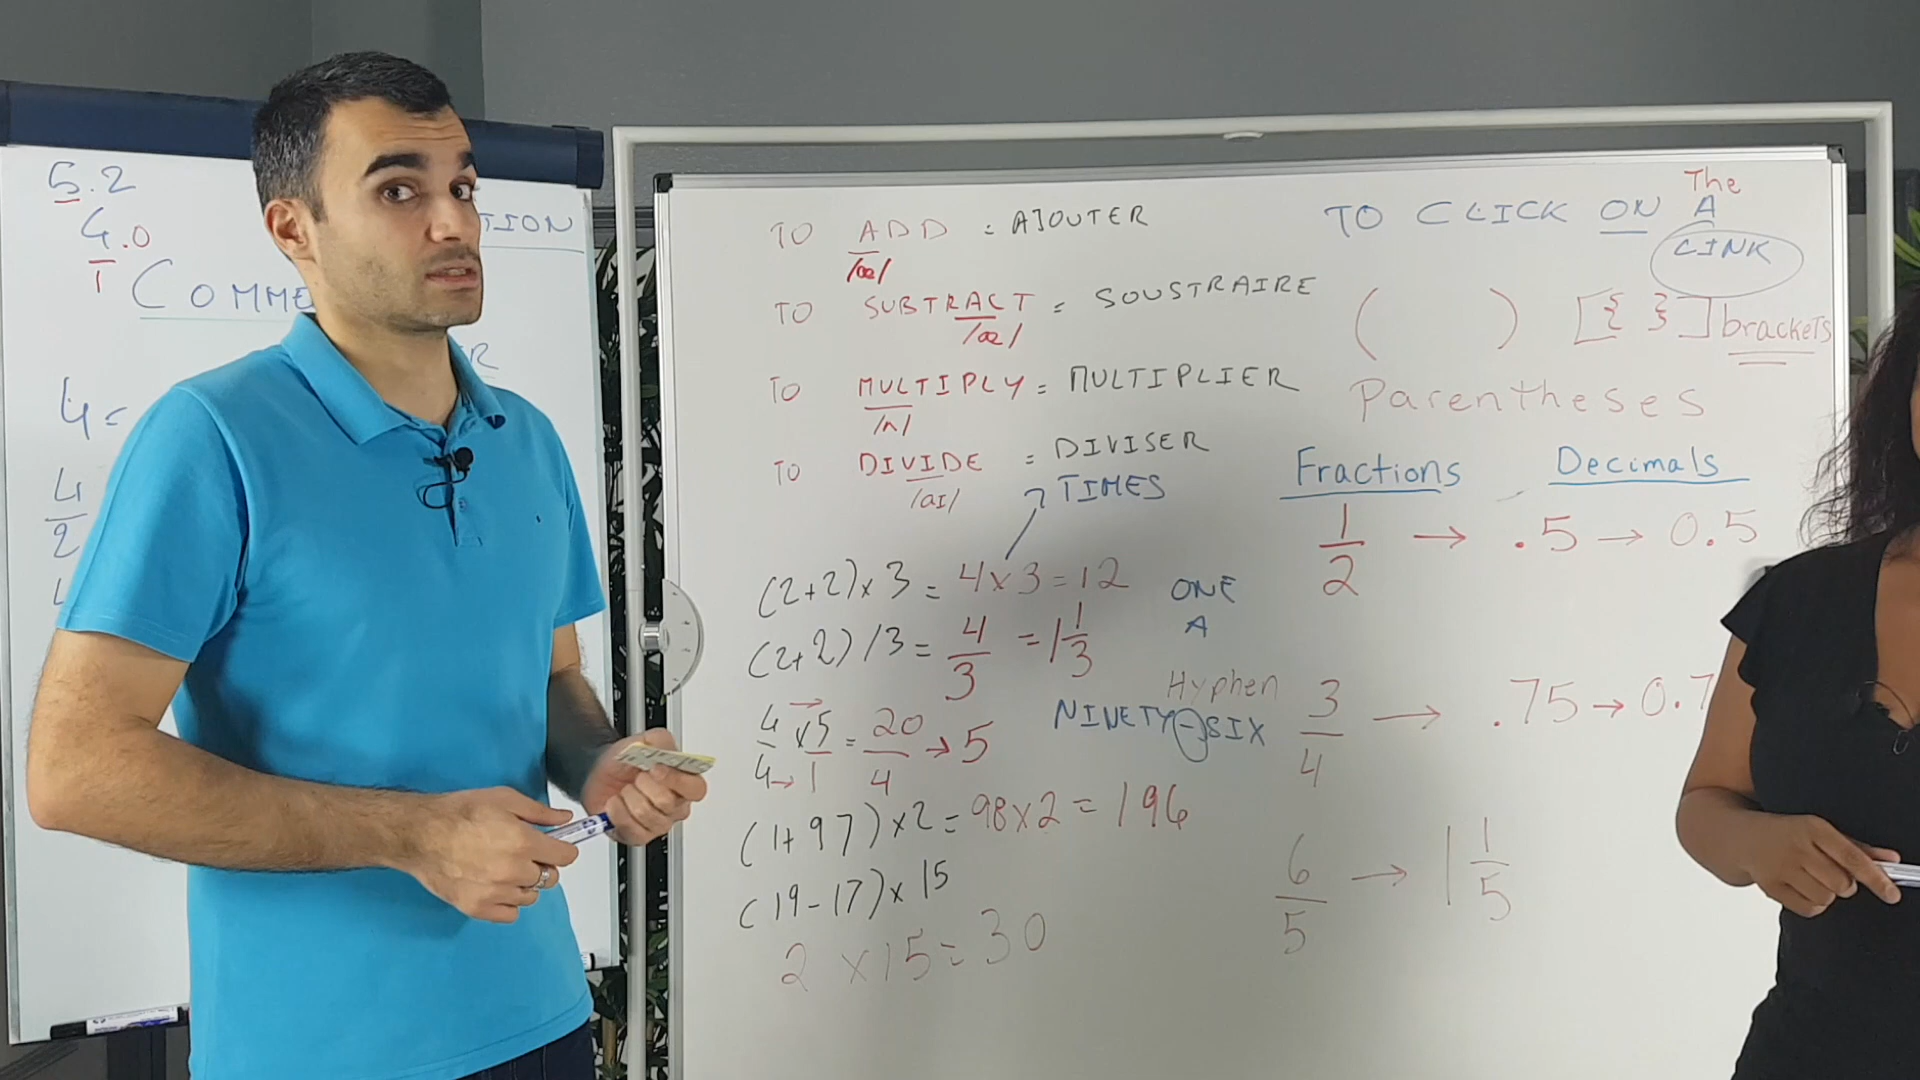 5.2
4.0
1
TION
COMME
R
4=
4
2
TO ADD = AJOUTER
/æ/
TO SUBTRACT = SOUSTRAIRE
/æ/
TO MULTIPLY = MULTIPLIER
/ʌ/
TO DIVIDE = DIVISER
/aI/
TIMES
(2+2)x3 = 4x3=12
(2+2)/3 = 4/3 = 1 1/3
4/4 x 5/1 = 20/4 → 5
(1+97)x2=98x2=196
(19-17)x15
2x15=30
ONE
A
Hyphen
NINETY-SIX
The
TO CLICK ON A
LINK
( ) [{ }] brackets
Parentheses
Fractions Decimals
1/2 → .5 → 0.5
3/4 → .75 → 0.7
6/5 → 1 1/5